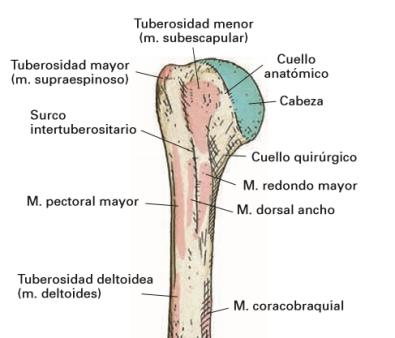 Tuberosidad menor
(m. subescapular)
Tuberosidad mayor
(m. supraespinoso)
Cuello
anatómico
Cabeza
Surco
intertuberositario
Cuello quirúrgico
M. redondo mayor
M. pectoral mayor
M. dorsal ancho
Tuberosidad deltoidea
(m. deltoides)
M. coracobraquial